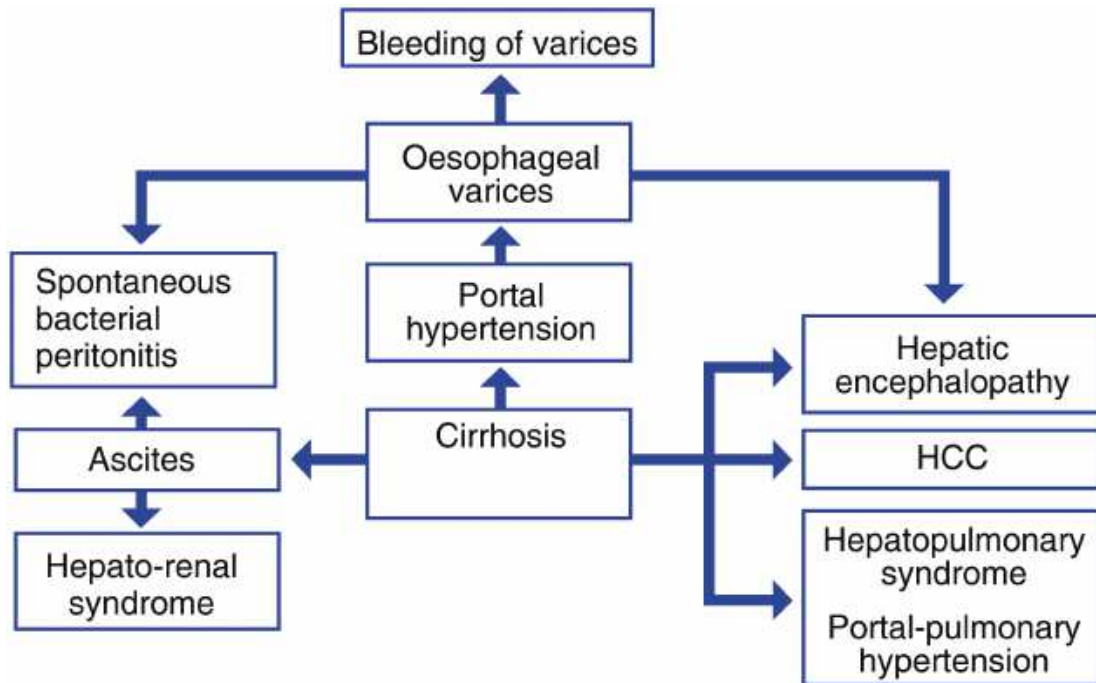 Bleeding of varices
Oesophageal
varices
Spontaneous
bacterial
peritonitis
Portal
hypertension
Hepatic
encephalopathy
Ascites
Cirrhosis
HCC
Hepato-renal
syndrome
Hepatopulmonary
syndrome
Portal-pulmonary
hypertension